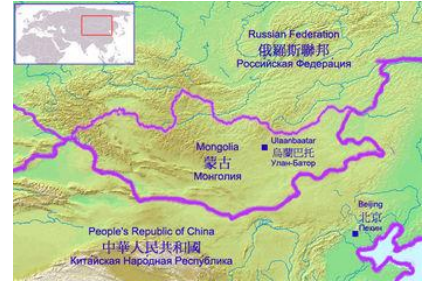 Russian Federation
俄羅斯聯邦
Российская Федерация
Mongolia
蒙古
Монголия
Ulaanbaatar
烏蘭巴托
Улан-Батор
Beijing
北京
Пекин
People's Republic of China
中華人民共和國
Китайская Народная Республика